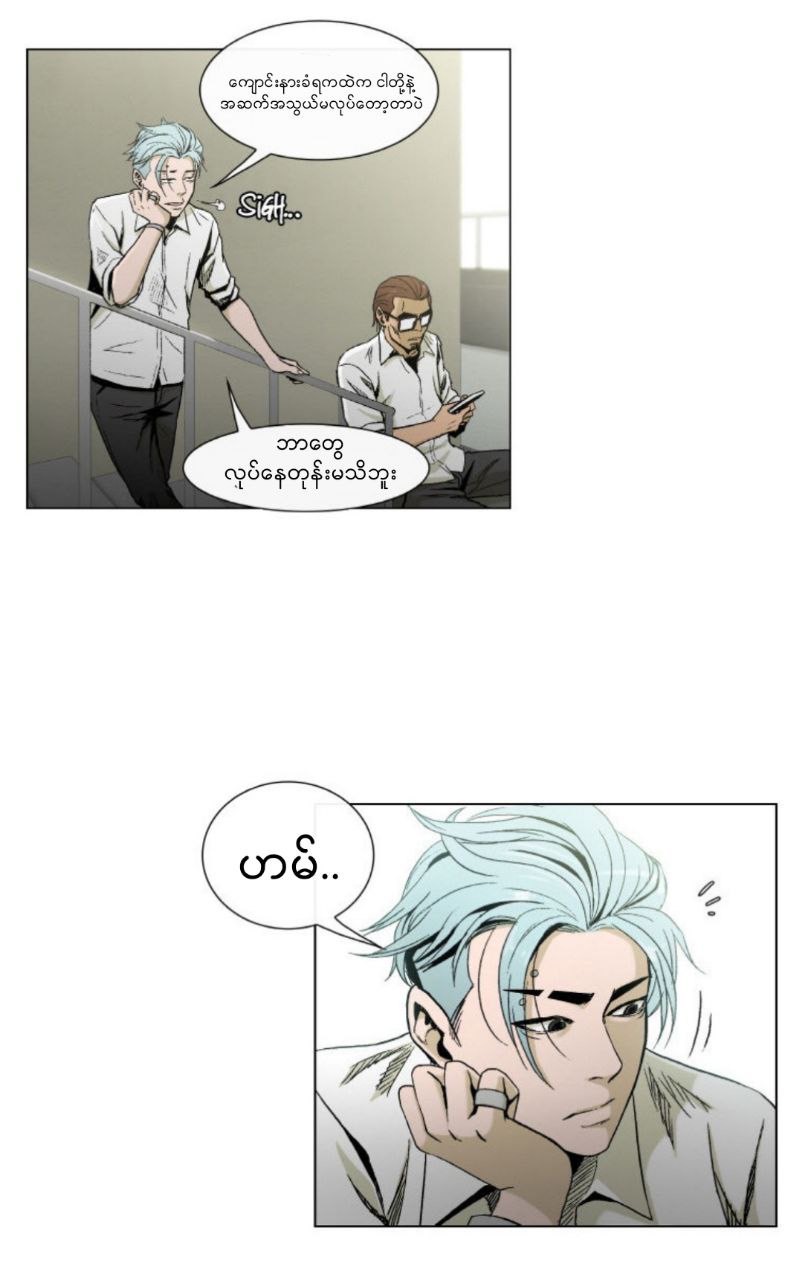 ကျောင်းနားခံရကထဲက ငါတို့နဲ့
အဆက်အသွယ်မလုပ်တော့တာပဲ
SIGH...
ဘာတွေ
လုပ်နေတုန်းမသိဘူး
ဟမ်..